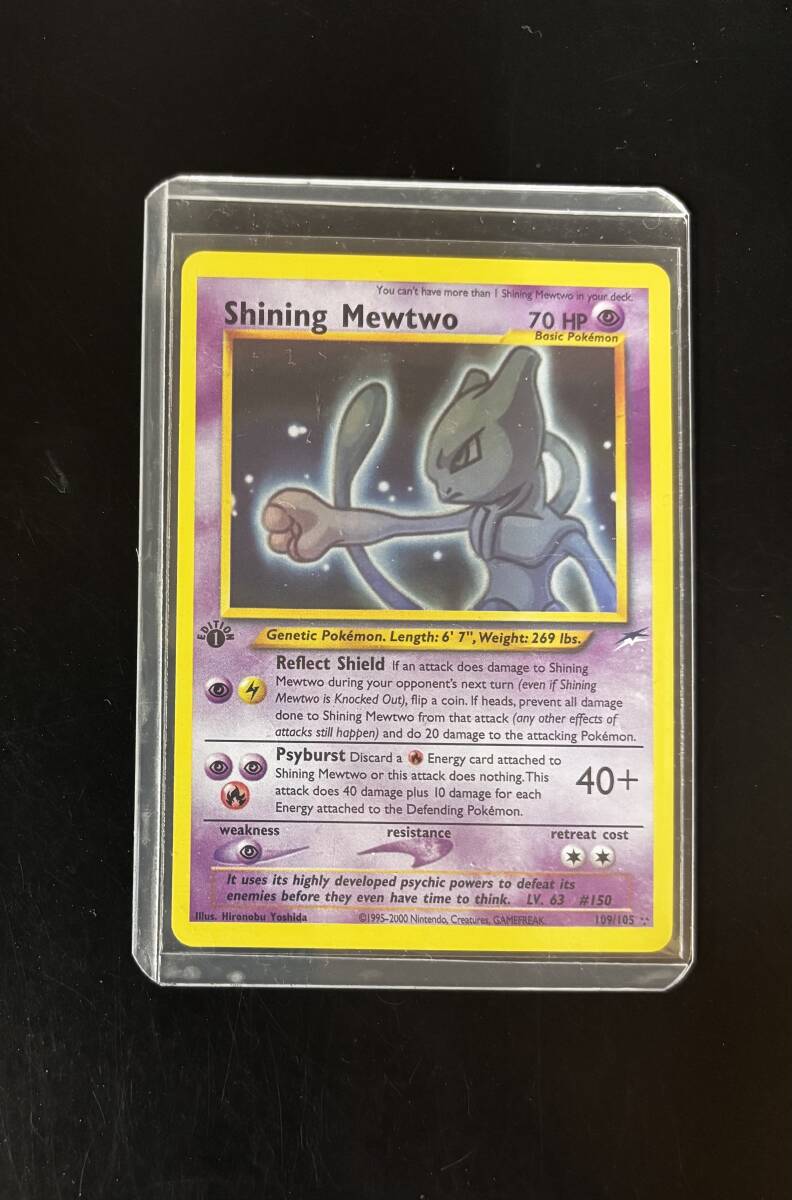 You can't have more than 1 Shining Mewtwo in your deck.
Shining Mewtwo 70 HP
Basic Pokémon
EDITION
1
Genetic Pokémon. Length: 6' 7", Weight: 269 lbs.
Reflect Shield If an attack does damage to Shining
Mewtwo during your opponent's next turn (even if Shining
Mewtwo is Knocked Out), flip a coin. If heads, prevent all damage
done to Shining Mewtwo from that attack (any other effects of
attacks still happen) and do 20 damage to the attacking Pokémon.
Psyburst Discard a Energy card attached to
Shining Mewtwo or this attack does nothing. This
attack does 40 damage plus 10 damage for each
Energy attached to the Defending Pokémon.
40+
weakness resistance retreat cost
It uses its highly developed psychic powers to defeat its
enemies before they even have time to think. LV. 63 #150
Illus. Hironobu Yoshida ©1995–2000 Nintendo, Creatures, GAMEFREAK. 109/105